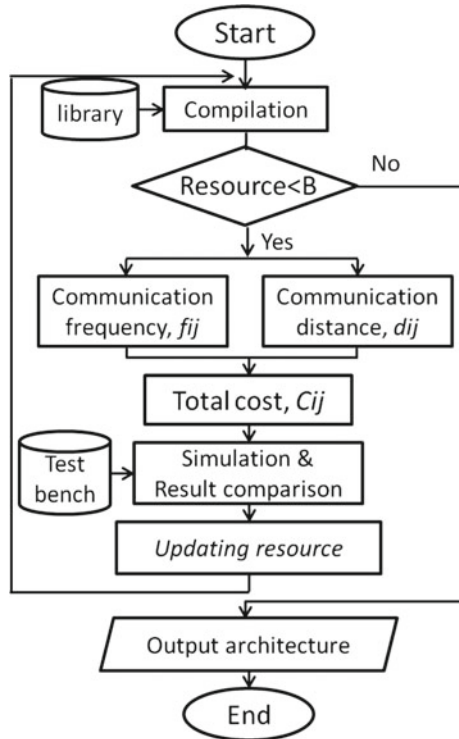 Start
library
Compilation
Resource<B
No
Yes
Communication
frequency, fij
Communication
distance, dij
Total cost, Cij
Test
bench
Simulation &
Result comparison
Updating resource
Output architecture
End